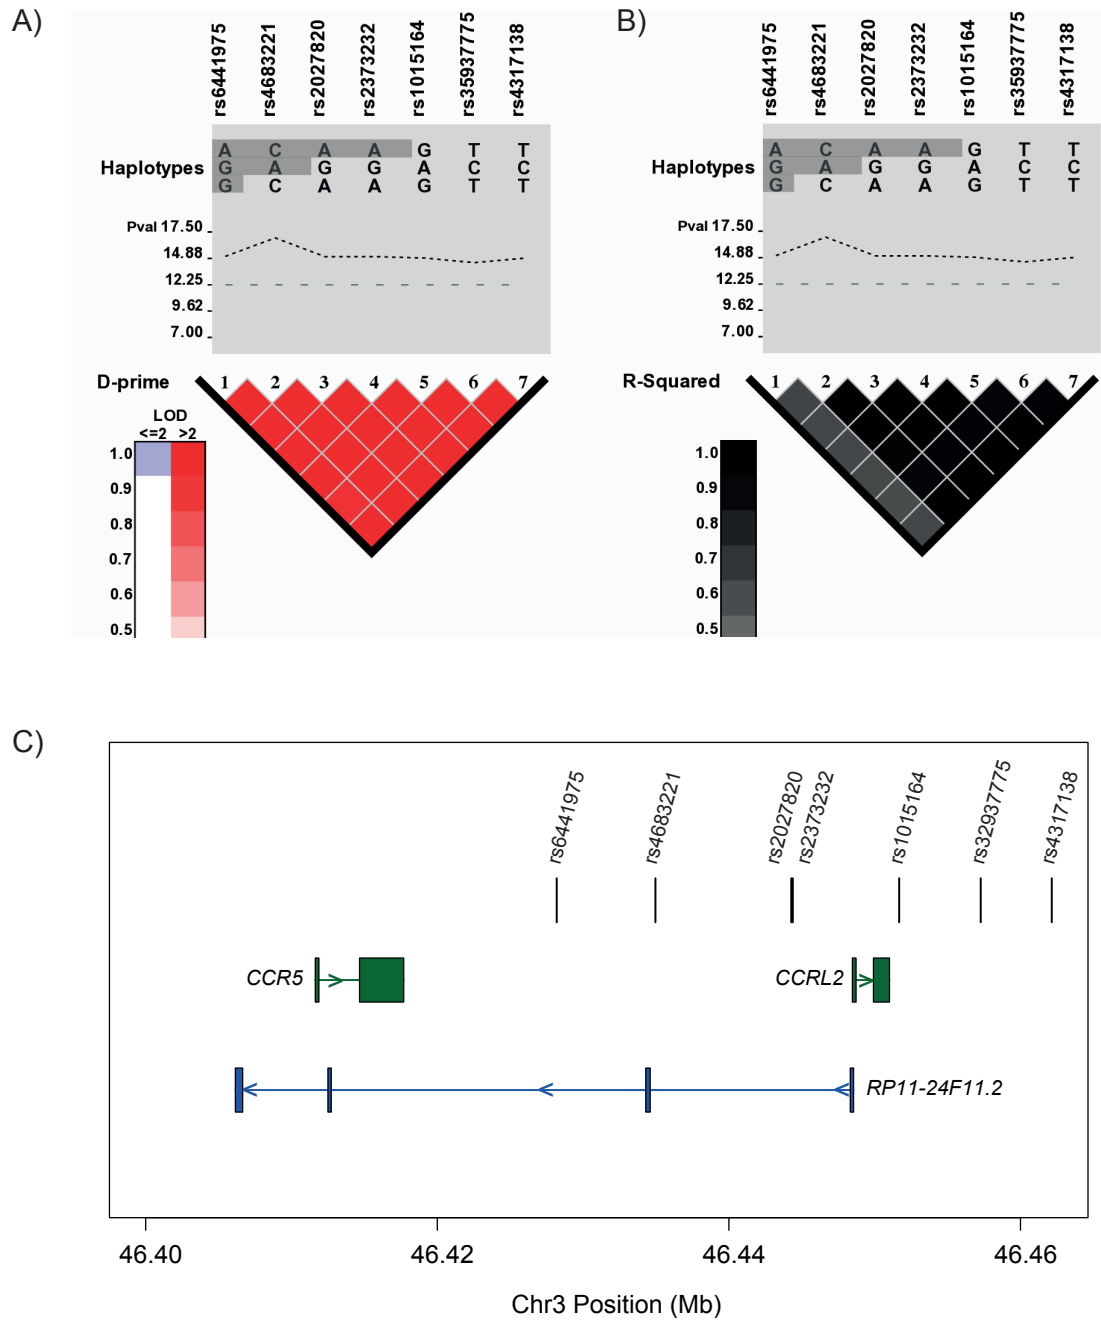 A)
rs6441975 rs4683221 rs2027820 rs2373232 rs1015164 rs35937775 rs4317138
Haplotypes
A C A A G T T
G A G G A C C
G C A A G T T
Pval 17.50
14.88
12.25
9.62
7.00
D-prime
1 2 3 4 5 6 7
LOD
<=2 >2
1.0
0.9
0.8
0.7
0.6
0.5
B)
rs6441975 rs4683221 rs2027820 rs2373232 rs1015164 rs35937775 rs4317138
Haplotypes
A C A A G T T
G A G G A C C
G C A A G T T
Pval 17.50
14.88
12.25
9.62
7.00
R-Squared
1 2 3 4 5 6 7
1.0
0.9
0.8
0.7
0.6
0.5
C)
rs6441975 rs4683221 rs2027820 rs2373232 rs1015164 rs32937775 rs4317138
CCR5
CCRL2
RP11-24F11.2
46.40 46.42 46.44 46.46
Chr3 Position (Mb)